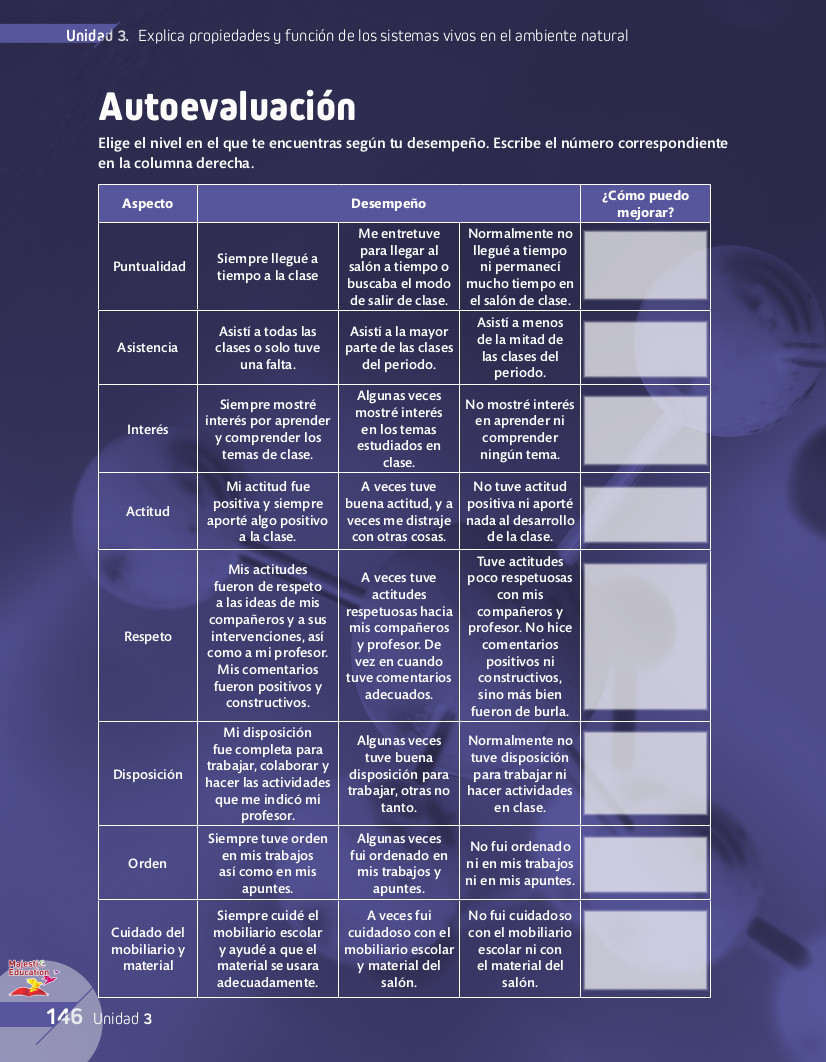 Unidad 3. Explica propiedades y función de los sistemas vivos en el ambiente natural
Autoevaluación
Elige el nivel en el que te encuentras según tu desempeño. Escribe el número correspondiente
en la columna derecha.
Aspecto
Desempeño
¿Cómo puedo
mejorar?
Puntualidad
Siempre llegué a
tiempo a la clase
Me entretuve
para llegar al
salón a tiempo o
buscaba el modo
de salir de clase.
Normalmente no
llegué a tiempo
ni permanecí
mucho tiempo en
el salón de clase.
Asistencia
Asistí a todas las
clases o solo tuve
una falta.
Asistí a la mayor
parte de las clases
del periodo.
Asistí a menos
de la mitad de
las clases del
periodo.
Interés
Siempre mostré
interés por aprender
y comprender los
temas de clase.
Algunas veces
mostré interés
en los temas
estudiados en
clase.
No mostré interés
en aprender ni
comprender
ningún tema.
Actitud
Mi actitud fue
positiva y siempre
aporté algo positivo
a la clase.
A veces tuve
buena actitud, y a
veces me distraje
con otras cosas.
No tuve actitud
positiva ni aporté
nada al desarrollo
de la clase.
Respeto
Mis actitudes
fueron de respeto
a las ideas de mis
compañeros y a sus
intervenciones, así
como a mi profesor.
Mis comentarios
fueron positivos y
constructivos.
A veces tuve
actitudes
respetuosas hacia
mis compañeros
y profesor. De
vez en cuando
tuve comentarios
adecuados.
Tuve actitudes
poco respetuosas
con mis
compañeros y
profesor. No hice
comentarios
positivos ni
constructivos,
sino más bien
fueron de burla.
Disposición
Mi disposición
fue completa para
trabajar, colaborar y
hacer las actividades
que me indicó mi
profesor.
Algunas veces
tuve buena
disposición para
trabajar, otras no
tanto.
Normalmente no
tuve disposición
para trabajar ni
hacer actividades
en clase.
Orden
Siempre tuve orden
en mis trabajos
así como en mis
apuntes.
Algunas veces
fui ordenado en
mis trabajos y
apuntes.
No fui ordenado
ni en mis trabajos
ni en mis apuntes.
Cuidado del
mobiliario y
material
Siempre cuidé el
mobiliario escolar
y ayudé a que el
material se usara
adecuadamente.
A veces fui
cuidadoso con el
mobiliario escolar
y material del
salón.
No fui cuidadoso
con el mobiliario
escolar ni con
el material del
salón.
Majestic
Education
146 Unidad 3